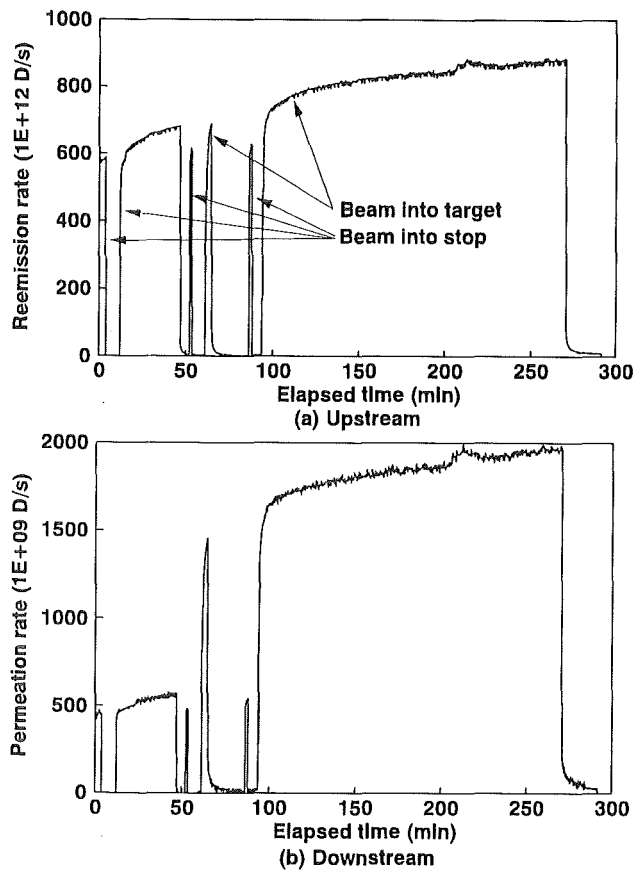 Reemission rate (1E+12 D/s)
1000
800
600
400
200
0
Beam into target
Beam into stop
0 50 100 150 200 250 300
Elapsed time (min)
(a) Upstream
Permeation rate (1E+09 D/s)
2000
1500
1000
500
0
0 50 100 150 200 250 300
Elapsed time (min)
(b) Downstream